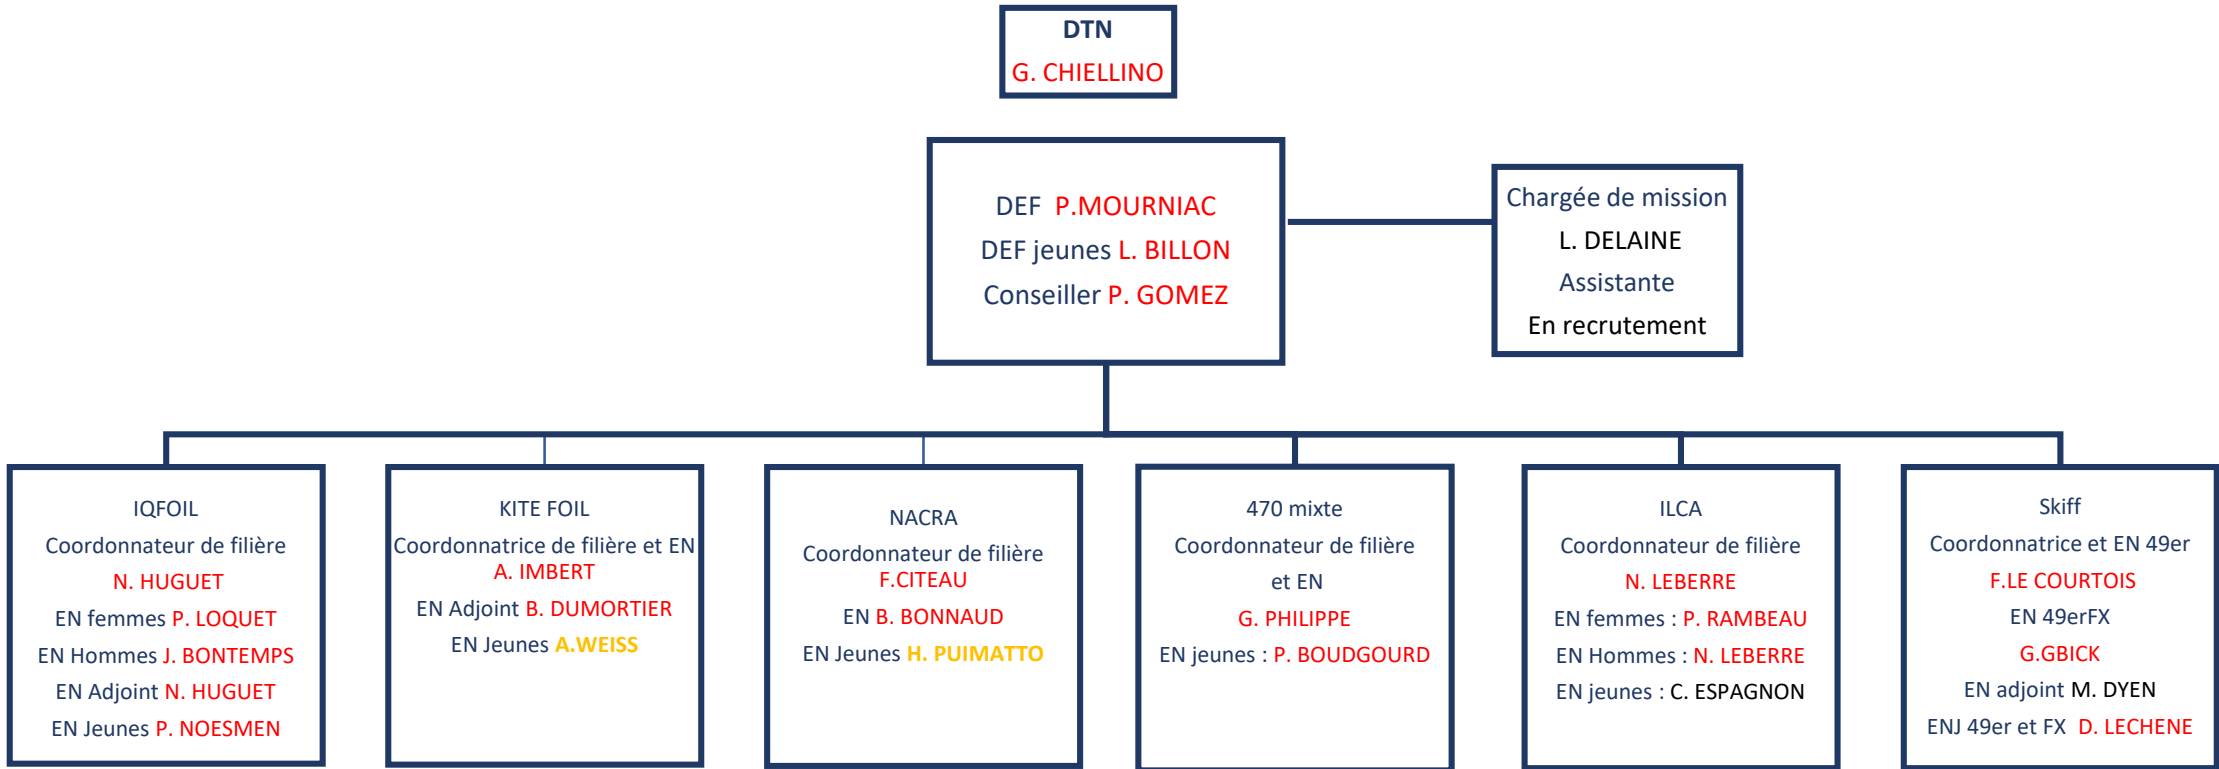 DTN
G. CHIELLINO
DEF P.MOURNIAC
DEF jeunes L. BILLON
Conseiller P. GOMEZ
Chargée de mission
L. DELAINE
Assistante
En recrutement
IQFOIL
Coordonnateur de filière
N. HUGUET
EN femmes P. LOQUET
EN Hommes J. BONTEMPS
EN Adjoint N. HUGUET
EN Jeunes P. NOESMEN
KITE FOIL
Coordonnatrice de filière et EN
A. IMBERT
EN Adjoint B. DUMORTIER
EN Jeunes A.WEISS
NACRA
Coordonnateur de filière
F.CITEAU
EN B. BONNAUD
EN Jeunes H. PUIMATTO
470 mixte
Coordonnateur de filière
et EN
G. PHILIPPE
EN jeunes : P. BOUDGOURD
ILCA
Coordonnateur de filière
N. LEBERRE
EN femmes : P. RAMBEAU
EN Hommes : N. LEBERRE
EN jeunes : C. ESPAGNON
Skiff
Coordonnatrice et EN 49er
F.LE COURTOIS
EN 49erFX
G.GBICK
EN adjoint M. DYEN
ENJ 49er et FX D. LECHENE